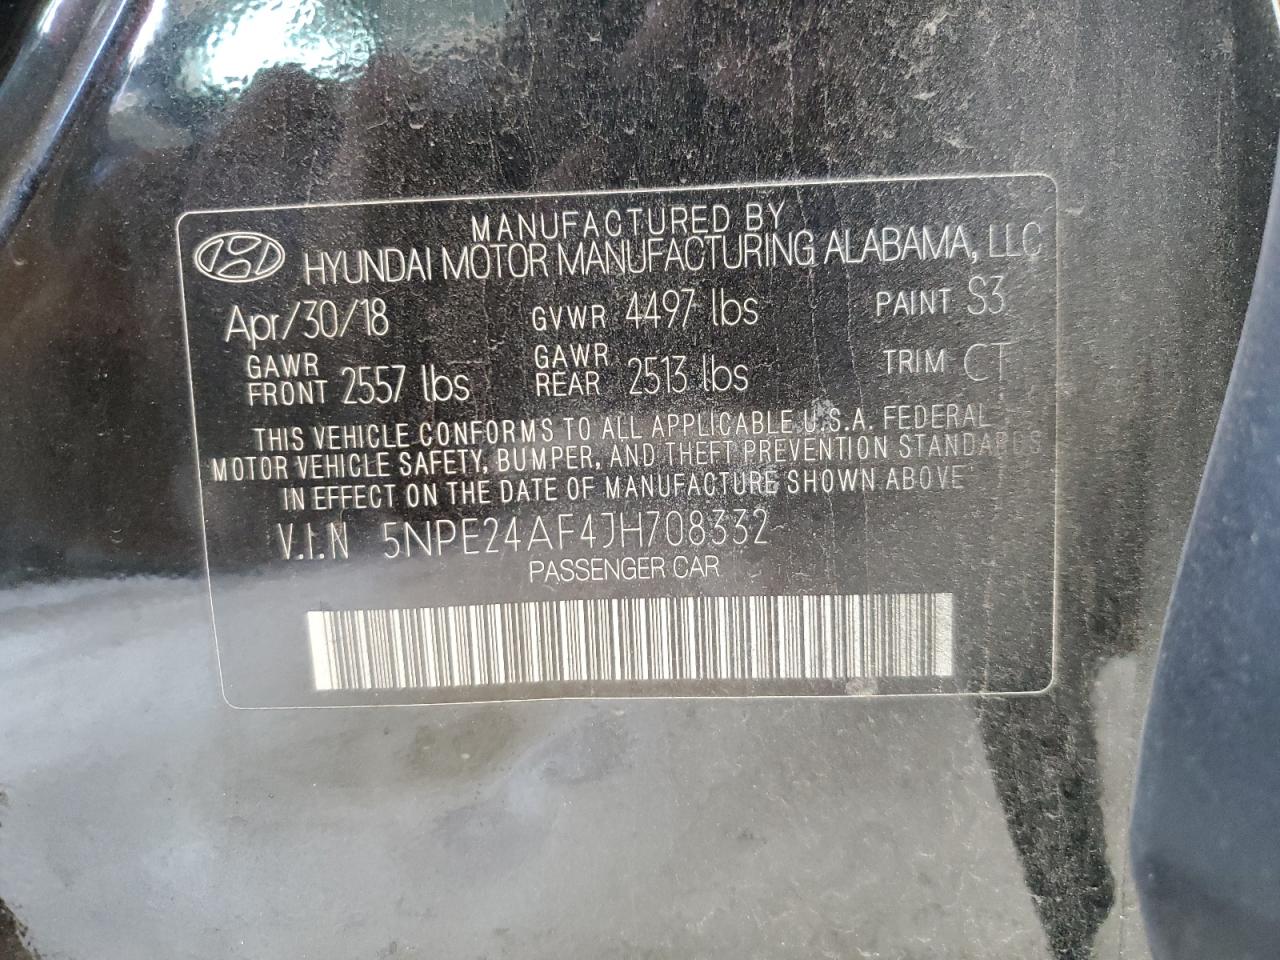 MANUFACTURED BY
HYUNDAI MOTOR MANUFACTURING ALABAMA, LLC
Apr/30/18 GVWR 4497 lbs PAINT S3
GAWR FRONT 2557 lbs GAWR REAR 2513 lbs TRIM CT
THIS VEHICLE CONFORMS TO ALL APPLICABLE U.S.A. FEDERAL
MOTOR VEHICLE SAFETY, BUMPER, AND THEFT PREVENTION STANDARDS
IN EFFECT ON THE DATE OF MANUFACTURE SHOWN ABOVE
V.I.N 5NPE24AF4JH708332
PASSENGER CAR